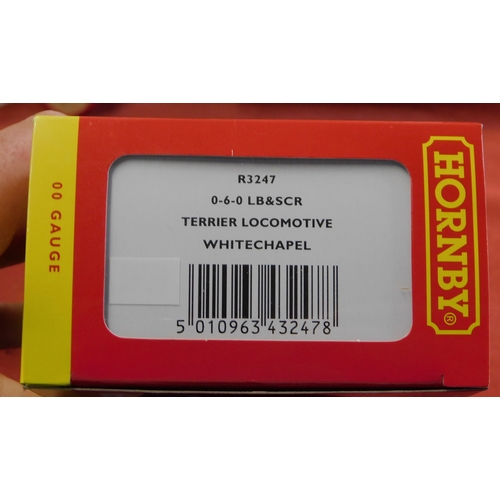 00 GAUGE
R3247
0-6-0 LB&SCR
TERRIER LOCOMOTIVE
WHITECHAPEL
5 010963 432478
HORNBY®